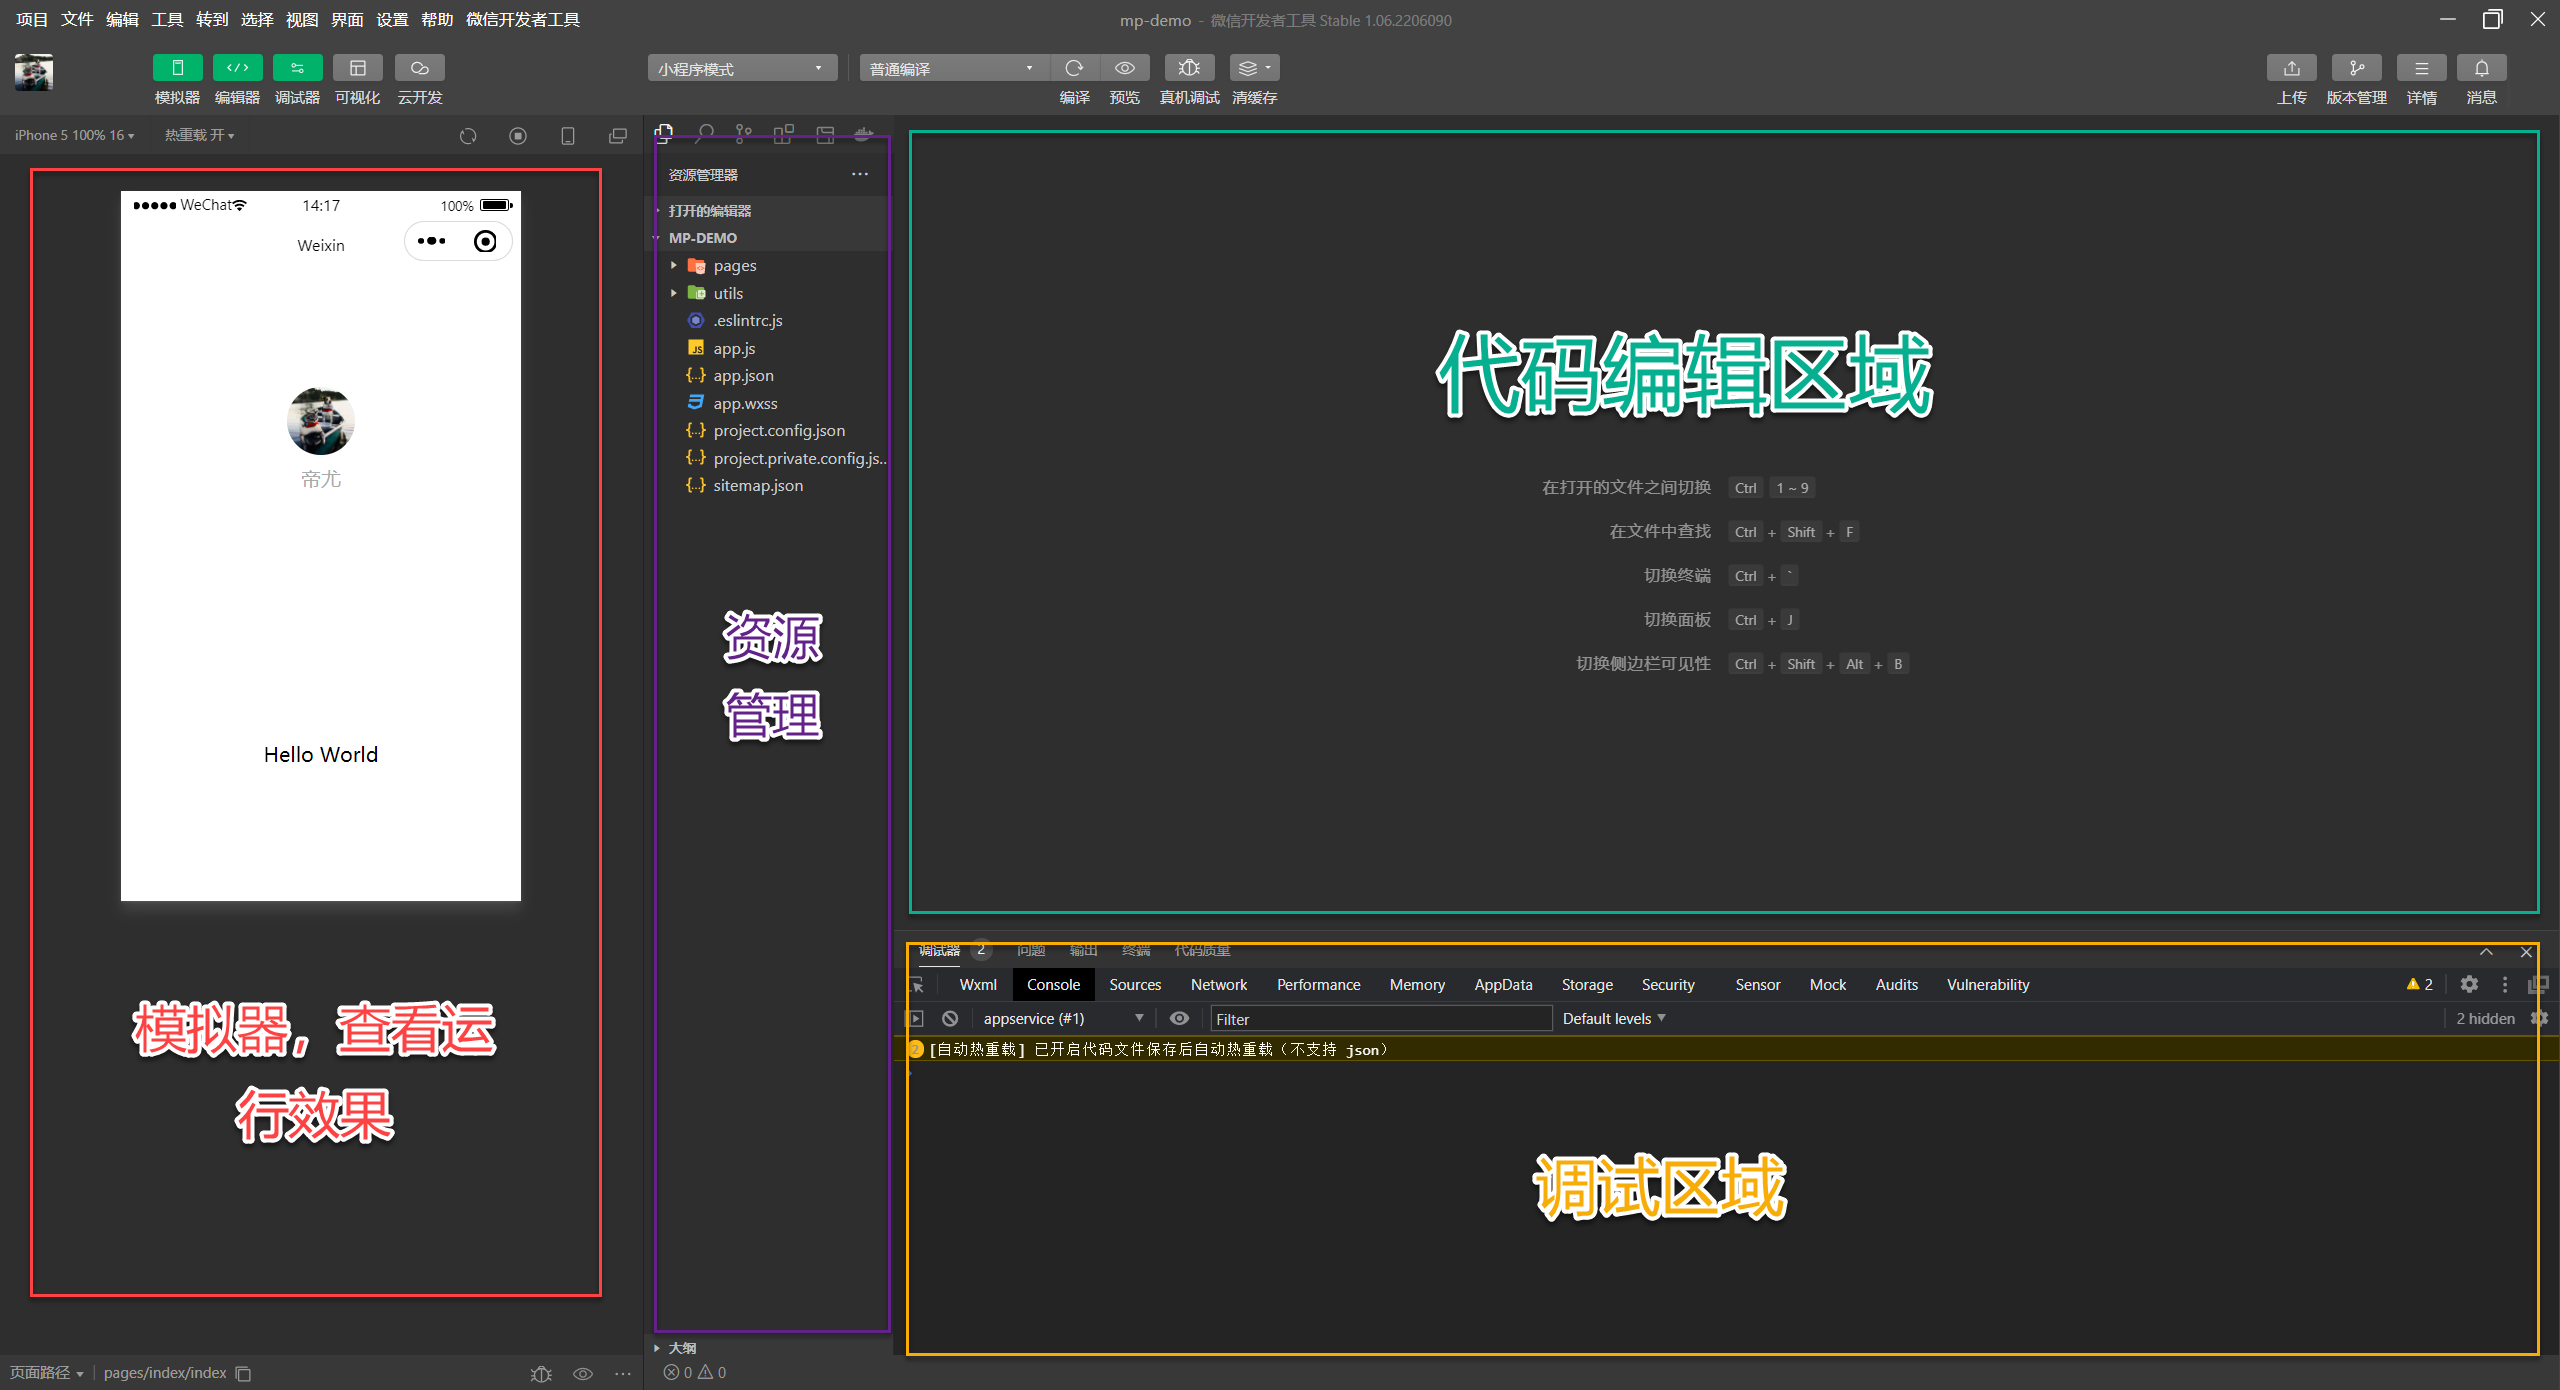 项目 文件 编辑 工具 转到 选择 视图 界面 设置 帮助 微信开发者工具
mp-demo - 微信开发者工具 Stable 1.06.2206090
模拟器 编辑器 调试器 可视化 云开发
小程序模式
普通编译
编译 预览 真机调试 清缓存
上传 版本管理 详情 消息
iPhone 5 100% 16
热重载 开
WeChat
14:17
100%
Weixin
帝尤
Hello World
模拟器，查看运
行效果
页面路径
pages/index/index
资源管理器
打开的编辑器
MP-DEMO
pages
utils
.eslintrc.js
JS
app.js
{..} app.json
app.wxss
{..} project.config.json
{..} project.private.config.js..
{..} sitemap.json
资源
管理
大纲
0 0
代码编辑区域
在打开的文件之间切换 Ctrl 1 ~ 9
在文件中查找 Ctrl + Shift + F
切换终端 Ctrl + `
切换面板 Ctrl + J
切换侧边栏可见性 Ctrl + Shift + Alt + B
调试器 2 问题 输出 终端 代码质量
Wxml Console Sources Network Performance Memory AppData Storage Security Sensor Mock Audits Vulnerability 2
appservice (#1) Filter Default levels 2 hidden
2 [自动热重载] 已开启代码文件保存后自动热重载（不支持 json）
调试区域